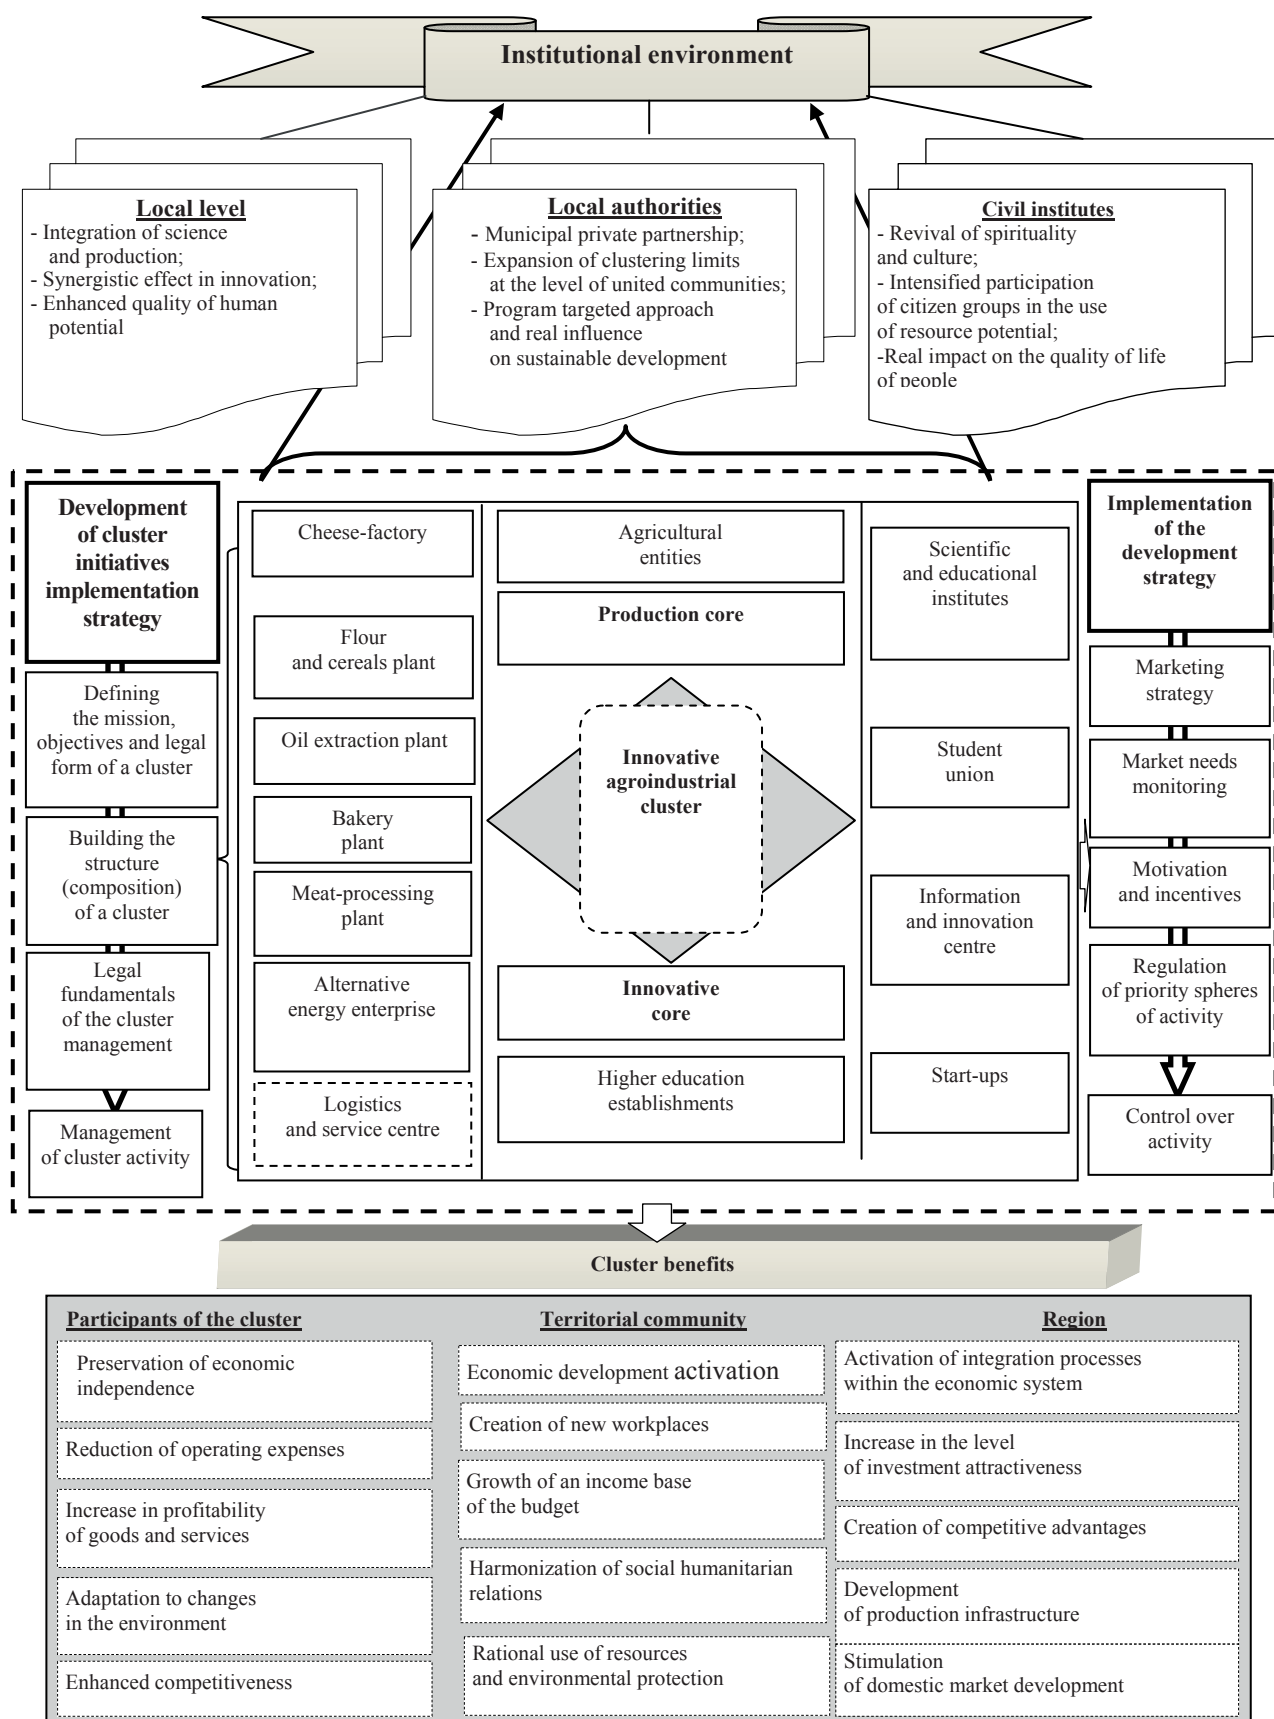 Institutional environment
Local level
- Integration of science
and production;
- Synergistic effect in innovation;
- Enhanced quality of human
potential
Local authorities
- Municipal private partnership;
- Expansion of clustering limits
at the level of united communities;
- Program targeted approach
and real influence
on sustainable development
Civil institutes
- Revival of spirituality
and culture;
- Intensified participation
of citizen groups in the use
of resource potential;
-Real impact on the quality of life
of people
Development
of cluster
initiatives
implementation
strategy
Defining
the mission,
objectives and legal
form of a cluster
Building the
structure
(composition)
of a cluster
Legal
fundamentals
of the cluster
management
Management
of cluster activity
Cheese-factory
Flour
and cereals plant
Oil extraction plant
Bakery
plant
Meat-processing
plant
Alternative
energy enterprise
Logistics
and service centre
Agricultural
entities
Production core
Innovative
agroindustrial
cluster
Innovative
core
Higher education
establishments
Scientific
and educational
institutes
Student
union
Information
and innovation
centre
Start-ups
Implementation
of the
development
strategy
Marketing
strategy
Market needs
monitoring
Motivation
and incentives
Regulation
of priority spheres
of activity
Control over
activity
Cluster benefits
Participants of the cluster
Preservation of economic
independence
Reduction of operating expenses
Increase in profitability
of goods and services
Adaptation to changes
in the environment
Enhanced competitiveness
Territorial community
Economic development activation
Creation of new workplaces
Growth of an income base
of the budget
Harmonization of social humanitarian
relations
Rational use of resources
and environmental protection
Region
Activation of integration processes
within the economic system
Increase in the level
of investment attractiveness
Creation of competitive advantages
Development
of production infrastructure
Stimulation
of domestic market development